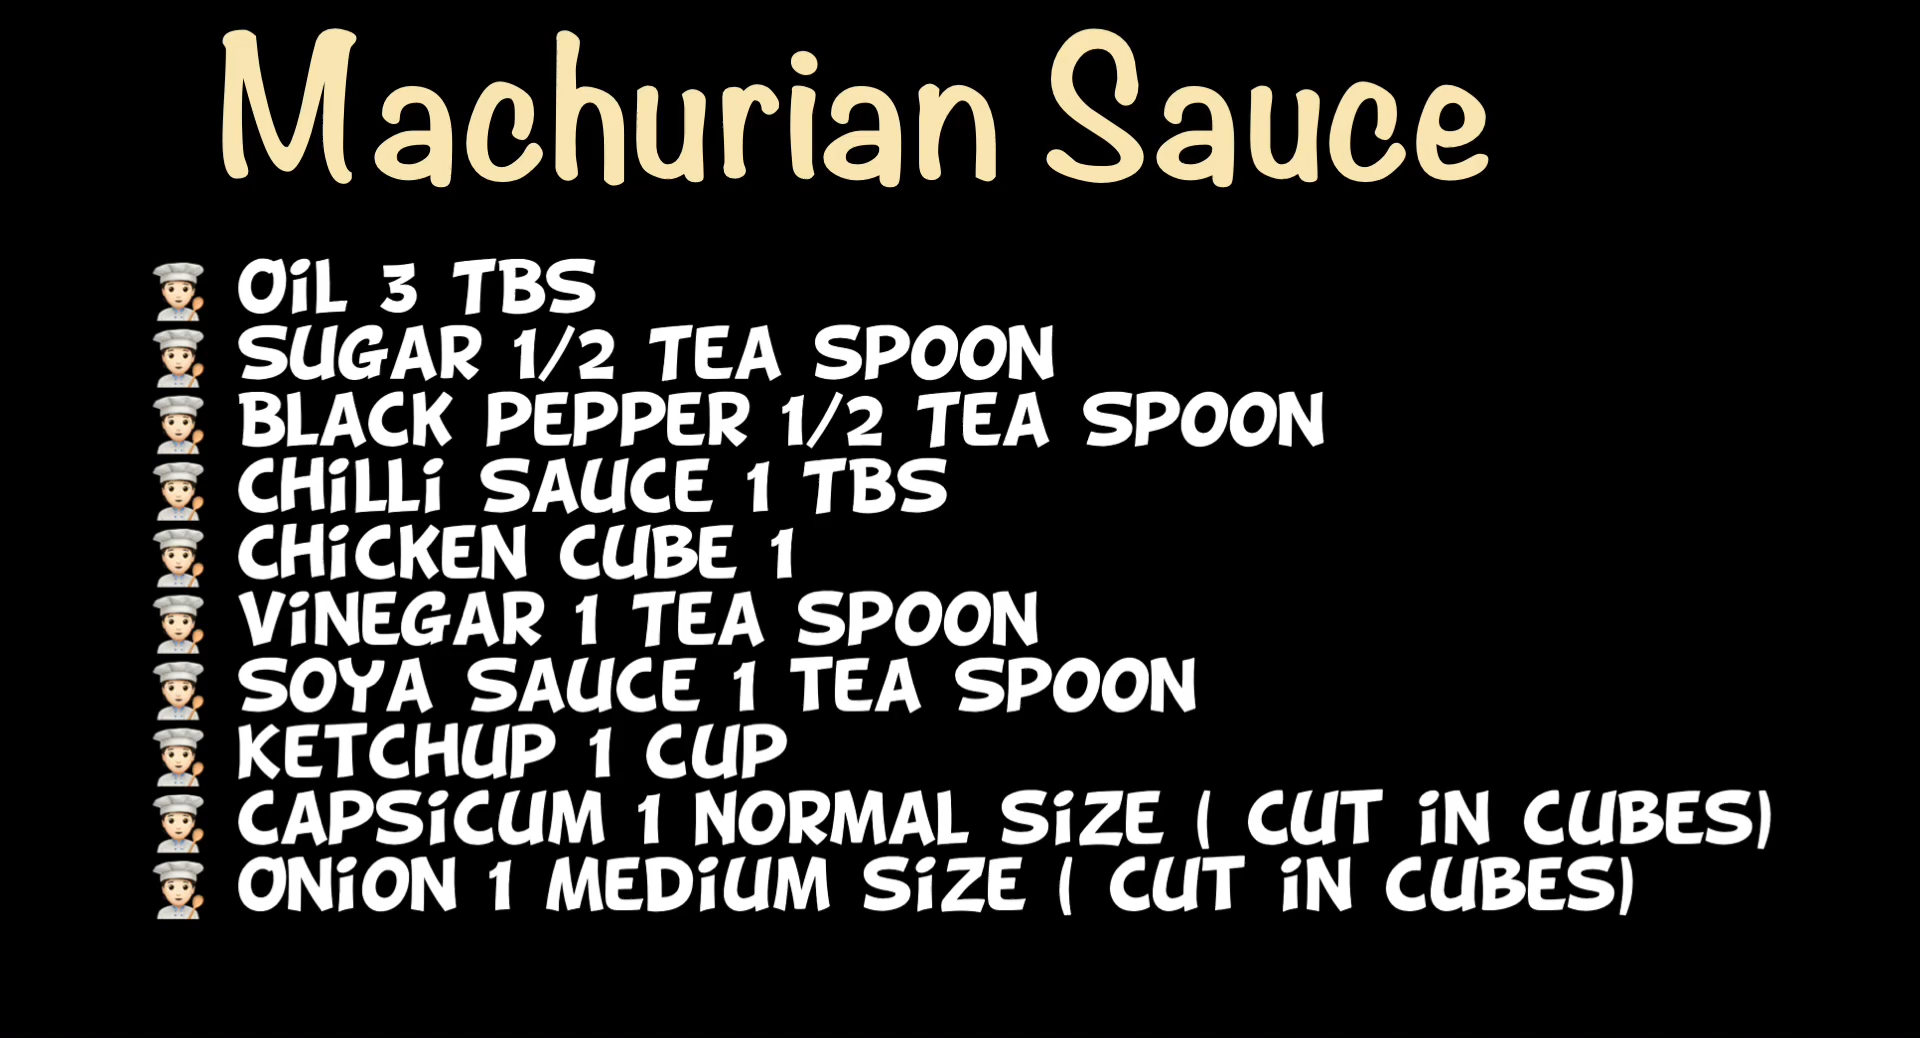 Machurian Sauce
OiL 3 TBS
SUGAR 1/2 TEA SPOON
BLACK PEPPER 1/2 TEA SPOON
CHiLLi SAUCE 1 TBS
CHiCKEN CUBE 1
ViNEGAR 1 TEA SPOON
SOYA SAUCE 1 TEA SPOON
KETCHUP 1 CUP
CAPSiCUM 1 NORMAL SiZE ( CUT iN CUBES)
ONiON 1 MEDiUM SiZE ( CUT iN CUBES)